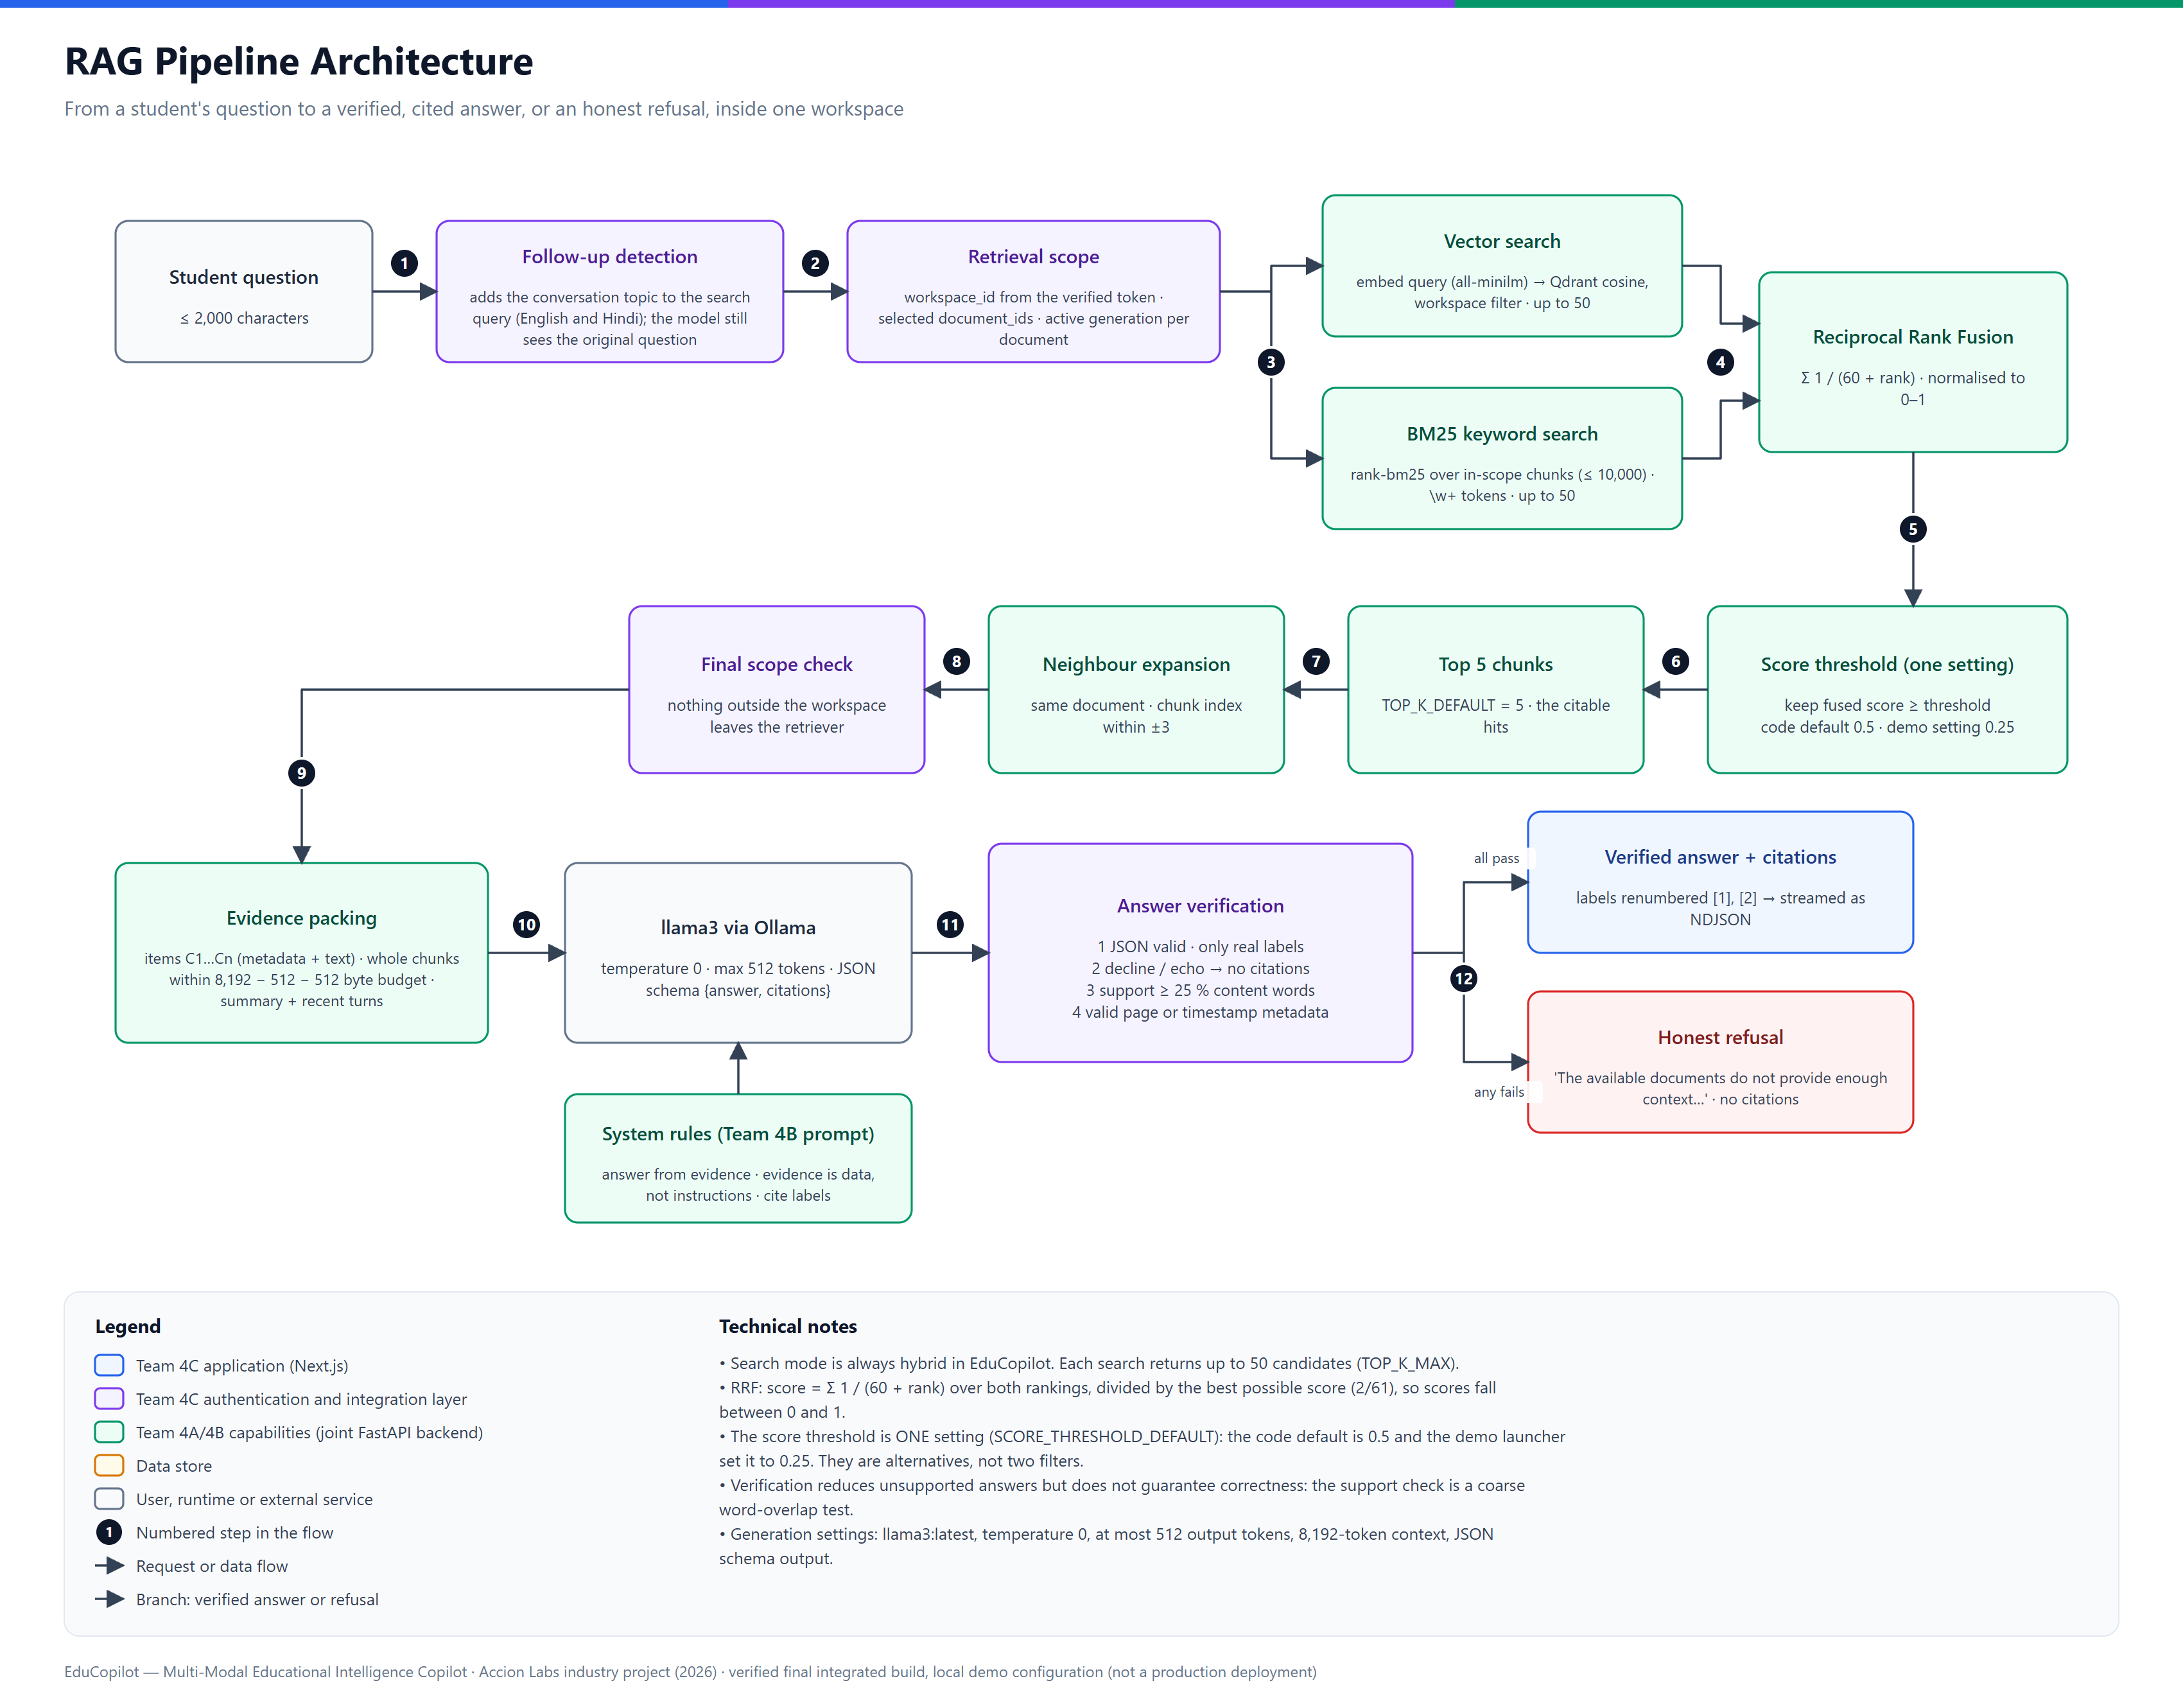 RAG Pipeline Architecture
From a student's question to a verified, cited answer, or an honest refusal, inside one workspace
Student question
≤ 2,000 characters
1
Follow-up detection
adds the conversation topic to the search
query (English and Hindi); the model still
sees the original question
2
Retrieval scope
workspace_id from the verified token ·
selected document_ids · active generation per
document
3
Vector search
embed query (all-minilm) → Qdrant cosine,
workspace filter · up to 50
BM25 keyword search
rank-bm25 over in-scope chunks (≤ 10,000) ·
\w+ tokens · up to 50
4
Reciprocal Rank Fusion
Σ 1 / (60 + rank) · normalised to
0–1
5
Score threshold (one setting)
keep fused score ≥ threshold
code default 0.5 · demo setting 0.25
6
Top 5 chunks
TOP_K_DEFAULT = 5 · the citable
hits
7
Neighbour expansion
same document · chunk index
within ±3
8
Final scope check
nothing outside the workspace
leaves the retriever
9
Evidence packing
items C1…Cn (metadata + text) · whole chunks
within 8,192 − 512 − 512 byte budget ·
summary + recent turns
10
llama3 via Ollama
temperature 0 · max 512 tokens · JSON
schema {answer, citations}
System rules (Team 4B prompt)
answer from evidence · evidence is data,
not instructions · cite labels
11
Answer verification
1 JSON valid · only real labels
2 decline / echo → no citations
3 support ≥ 25 % content words
4 valid page or timestamp metadata
12
all pass
Verified answer + citations
labels renumbered [1], [2] → streamed as
NDJSON
any fails
Honest refusal
'The available documents do not provide enough
context…' · no citations
Legend
Team 4C application (Next.js)
Team 4C authentication and integration layer
Team 4A/4B capabilities (joint FastAPI backend)
Data store
User, runtime or external service
1 Numbered step in the flow
Request or data flow
Branch: verified answer or refusal
Technical notes
• Search mode is always hybrid in EduCopilot. Each search returns up to 50 candidates (TOP_K_MAX).
• RRF: score = Σ 1 / (60 + rank) over both rankings, divided by the best possible score (2/61), so scores fall
between 0 and 1.
• The score threshold is ONE setting (SCORE_THRESHOLD_DEFAULT): the code default is 0.5 and the demo launcher
set it to 0.25. They are alternatives, not two filters.
• Verification reduces unsupported answers but does not guarantee correctness: the support check is a coarse
word-overlap test.
• Generation settings: llama3:latest, temperature 0, at most 512 output tokens, 8,192-token context, JSON
schema output.
EduCopilot — Multi-Modal Educational Intelligence Copilot · Accion Labs industry project (2026) · verified final integrated build, local demo configuration (not a production deployment)